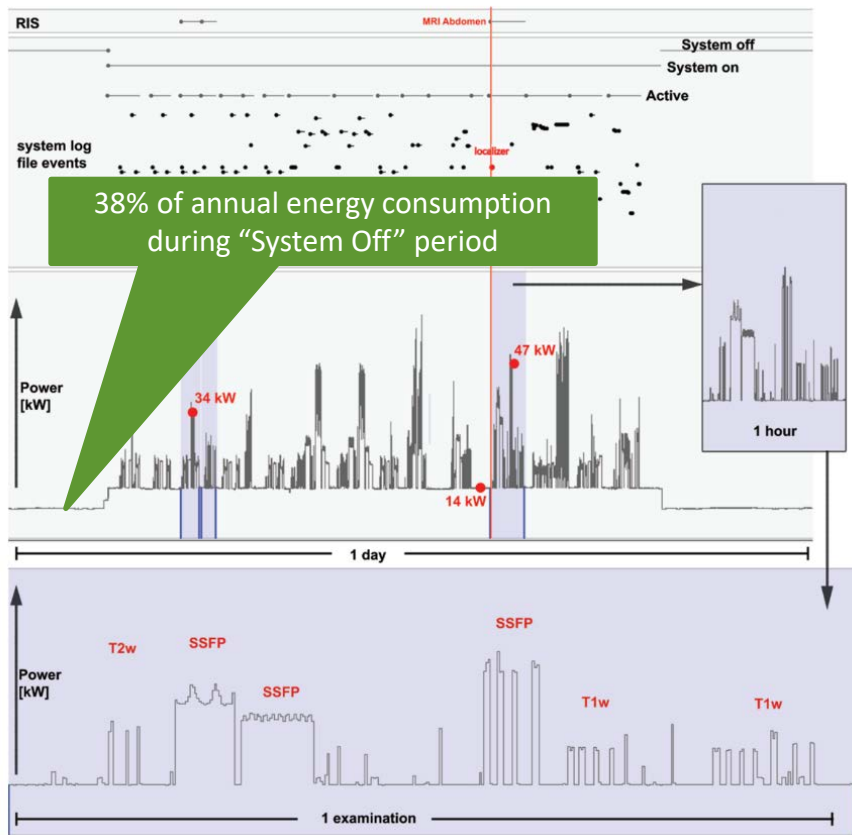 RIS
MRI Abdomen
System off
System on
Active
system log
file events
localizer
38% of annual energy consumption
during “System Off” period
Power
[kW]
34 kW
47 kW
14 kW
1 hour
1 day
Power
[kW]
T2w
SSFP
SSFP
SSFP
T1w
T1w
1 examination